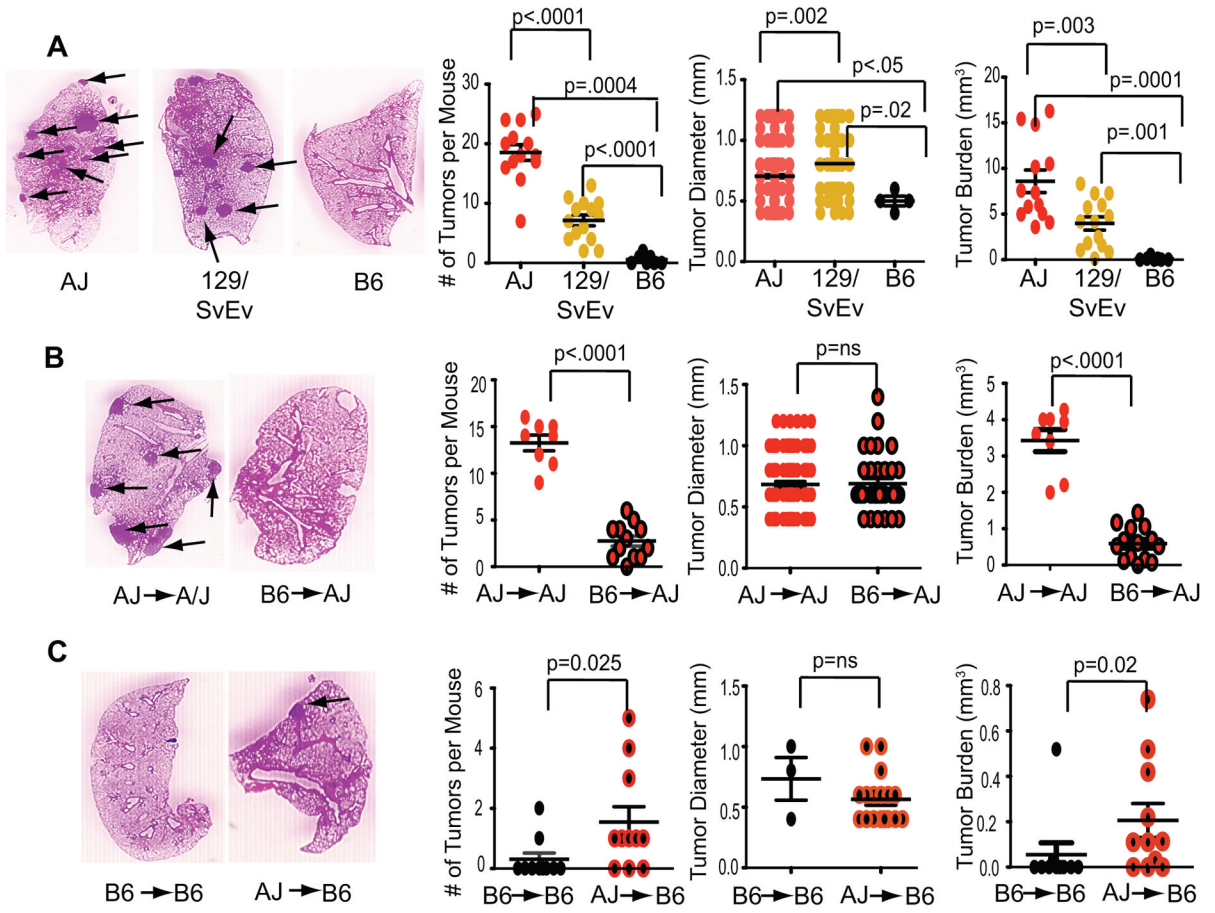 A
AJ
129/
SvEv
B6
# of Tumors per Mouse
30
20
10
0
p<.0001
p=.0004
p<.0001
AJ
129/
SvEv
B6
Tumor Diameter (mm)
1.5
1.0
0.5
0.0
p=.002
p<.05
p=.02
AJ
129/
SvEv
B6
Tumor Burden (mm³)
20
15
10
5
0
p=.003
p=.0001
p=.001
AJ
129/
SvEv
B6
B
AJ → A/J
B6 → AJ
# of Tumors per Mouse
20
15
10
5
0
p<.0001
AJ → AJ
B6 → AJ
Tumor Diameter (mm)
1.5
1.0
0.5
0.0
p=ns
AJ → AJ
B6 → AJ
Tumor Burden (mm³)
5
4
3
2
1
0
p<.0001
AJ → AJ
B6 → AJ
C
B6 → B6
AJ → B6
# of Tumors per Mouse
6
4
2
0
p=0.025
B6 → B6
AJ → B6
Tumor Diameter (mm)
1.5
1.0
0.5
0.0
p=ns
B6 → B6
AJ → B6
Tumor Burden (mm³)
0.8
0.6
0.4
0.2
0.0
p=0.02
B6 → B6
AJ → B6